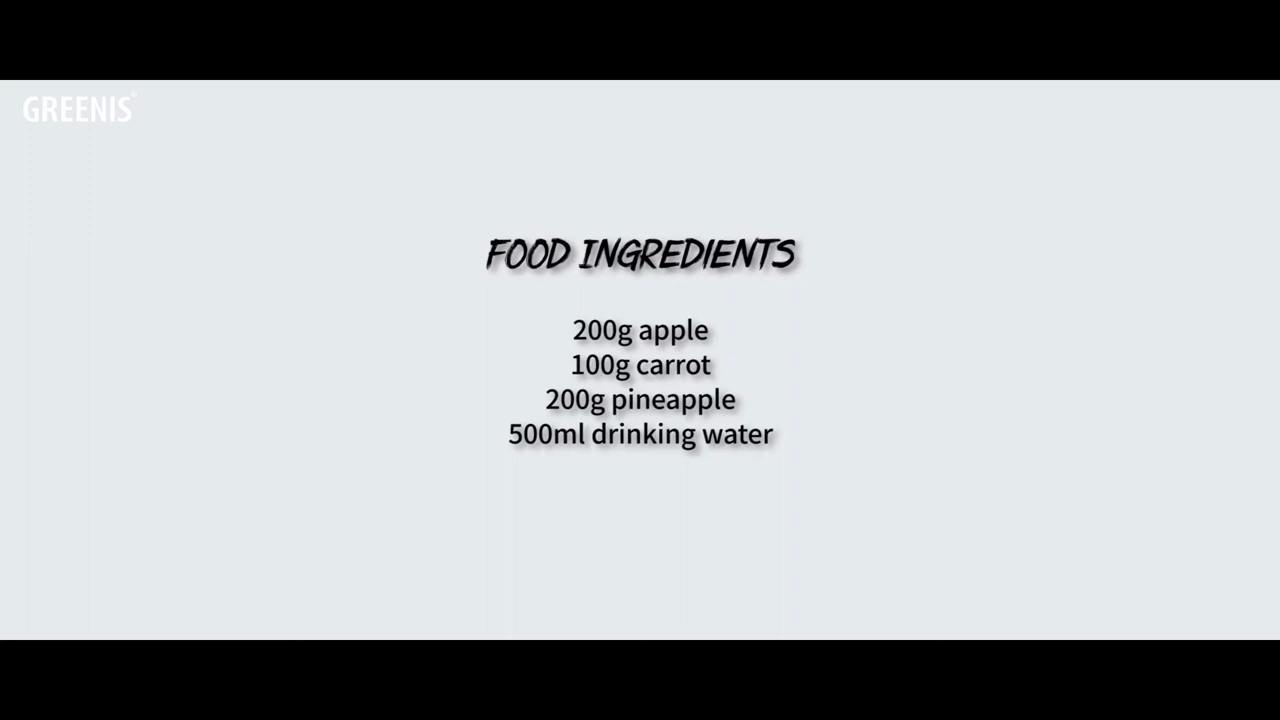 GREENIS®
FOOD INGREDIENTS
200g apple
100g carrot
200g pineapple
500ml drinking water